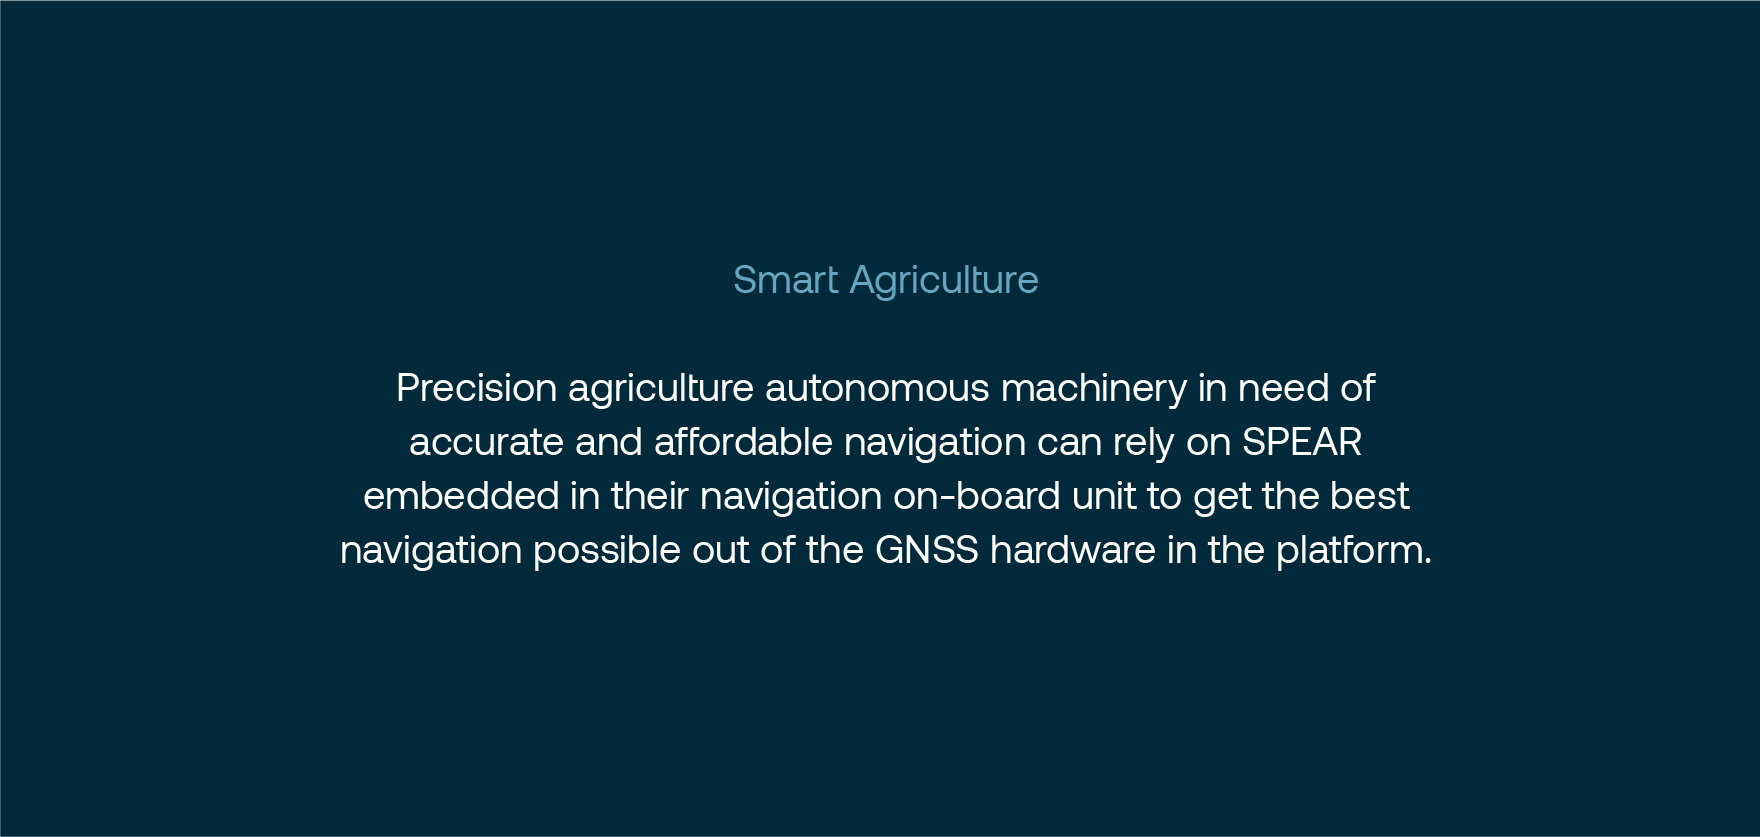 Smart Agriculture
Precision agriculture autonomous machinery in need of
accurate and affordable navigation can rely on SPEAR
embedded in their navigation on-board unit to get the best
navigation possible out of the GNSS hardware in the platform.